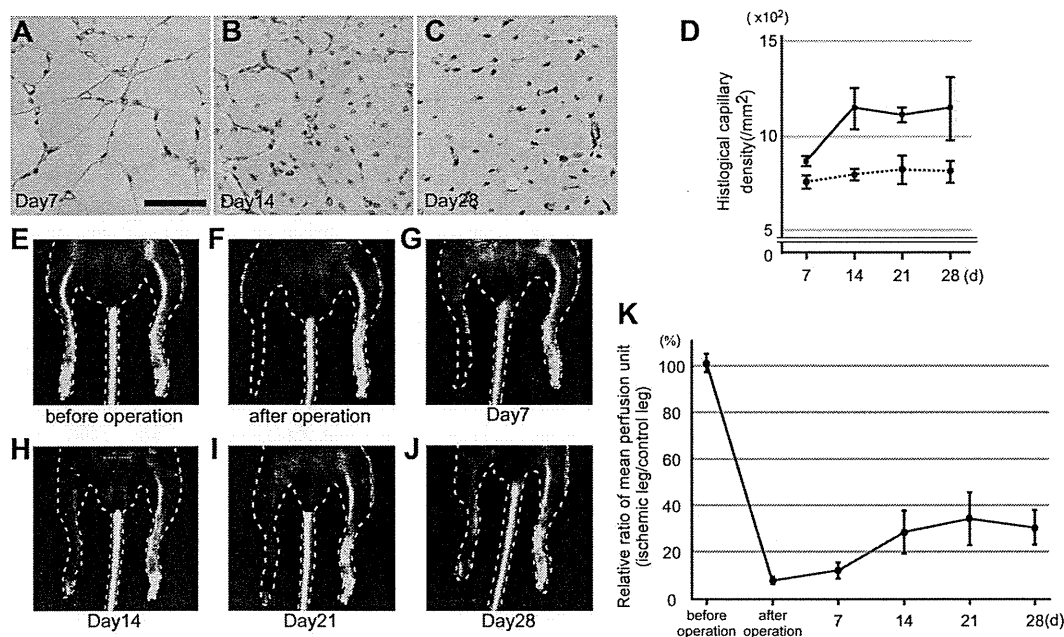 A
B
C
Day7
Day14
Day28
D
(×10²)
15
10
5
0
Histlogical capillary
density(/mm²)
7 14 21 28 (d)
E
F
G
before operation
after operation
Day7
H
I
J
Day14
Day21
Day28
K
(%)
100
80
60
40
20
0
Relative ratio of mean perfusion unit
(ischemic leg/control leg)
before
operation
after
operation
7 14 21 28(d)